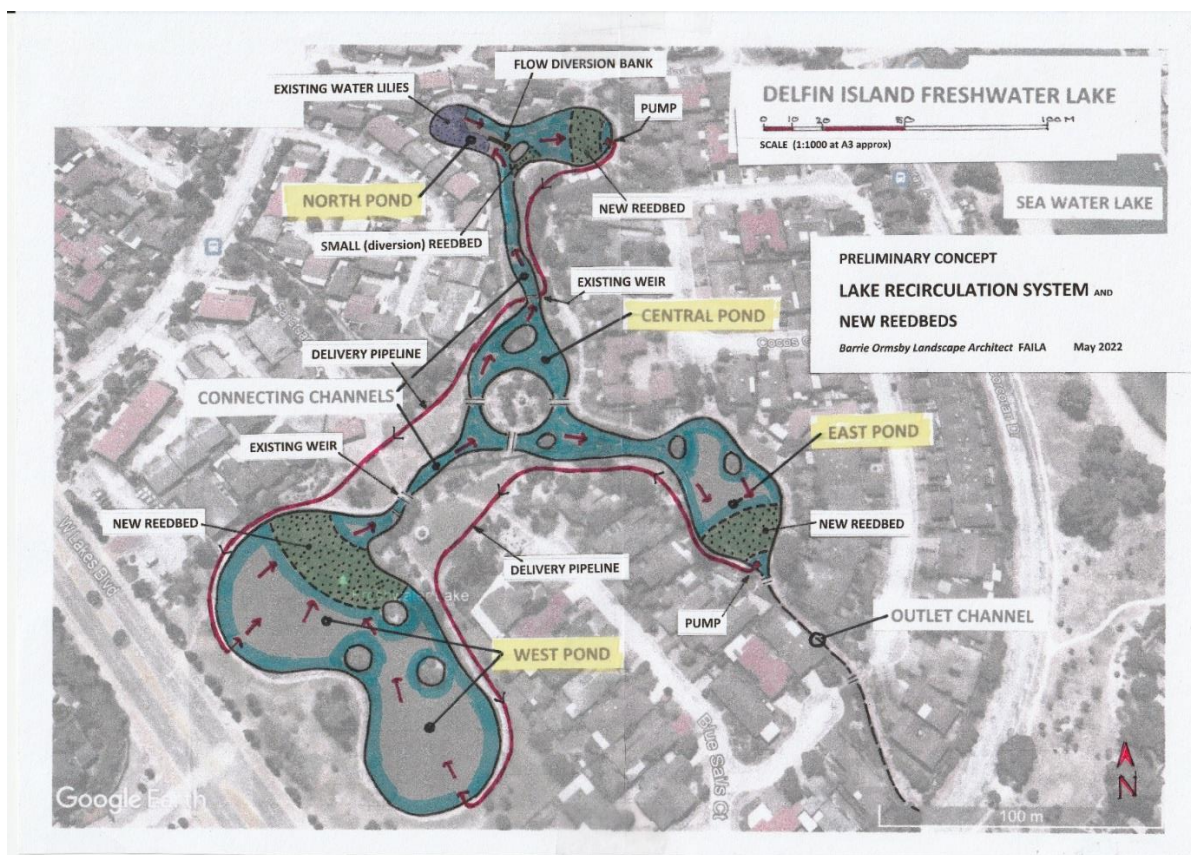 FLOW DIVERSION BANK
EXISTING WATER LILIES
PUMP
DELFIN ISLAND FRESHWATER LAKE
0 10 20 50 100 M
SCALE (1:1000 at A3 approx)
NORTH POND
NEW REEDBED
SEA WATER LAKE
SMALL (diversion) REEDBED
PRELIMINARY CONCEPT
LAKE RECIRCULATION SYSTEM AND
NEW REEDBEDS
Barrie Ormsby Landscape Architect FAILA May 2022
EXISTING WEIR
CENTRAL POND
DELIVERY PIPELINE
CONNECTING CHANNELS
EAST POND
EXISTING WEIR
NEW REEDBED
NEW REEDBED
DELIVERY PIPELINE
W Lakes Blvd
Lake
PUMP
OUTLET CHANNEL
WEST POND
Blue Sails Ct
N
Google Earth
100 m